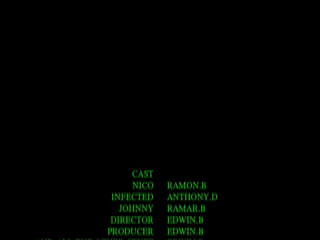 CAST
NICO RAMON.B
INFECTED ANTHONY.D
JOHNNY RAMAR.B
DIRECTOR EDWIN.B
PRODUCER EDWIN.B